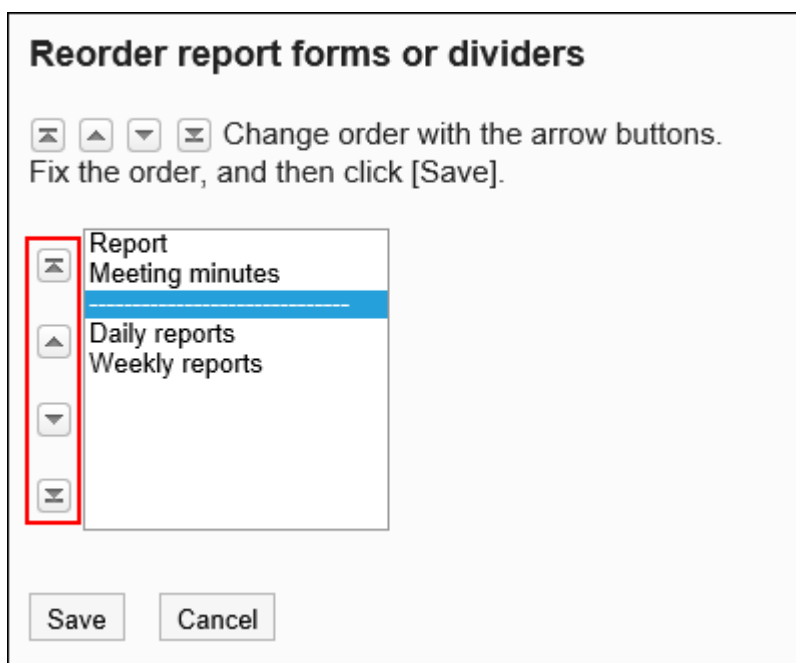 Reorder report forms or dividers
Change order with the arrow buttons.
Fix the order, and then click [Save].
Report
Meeting minutes
------------------------------
Daily reports
Weekly reports
Save
Cancel